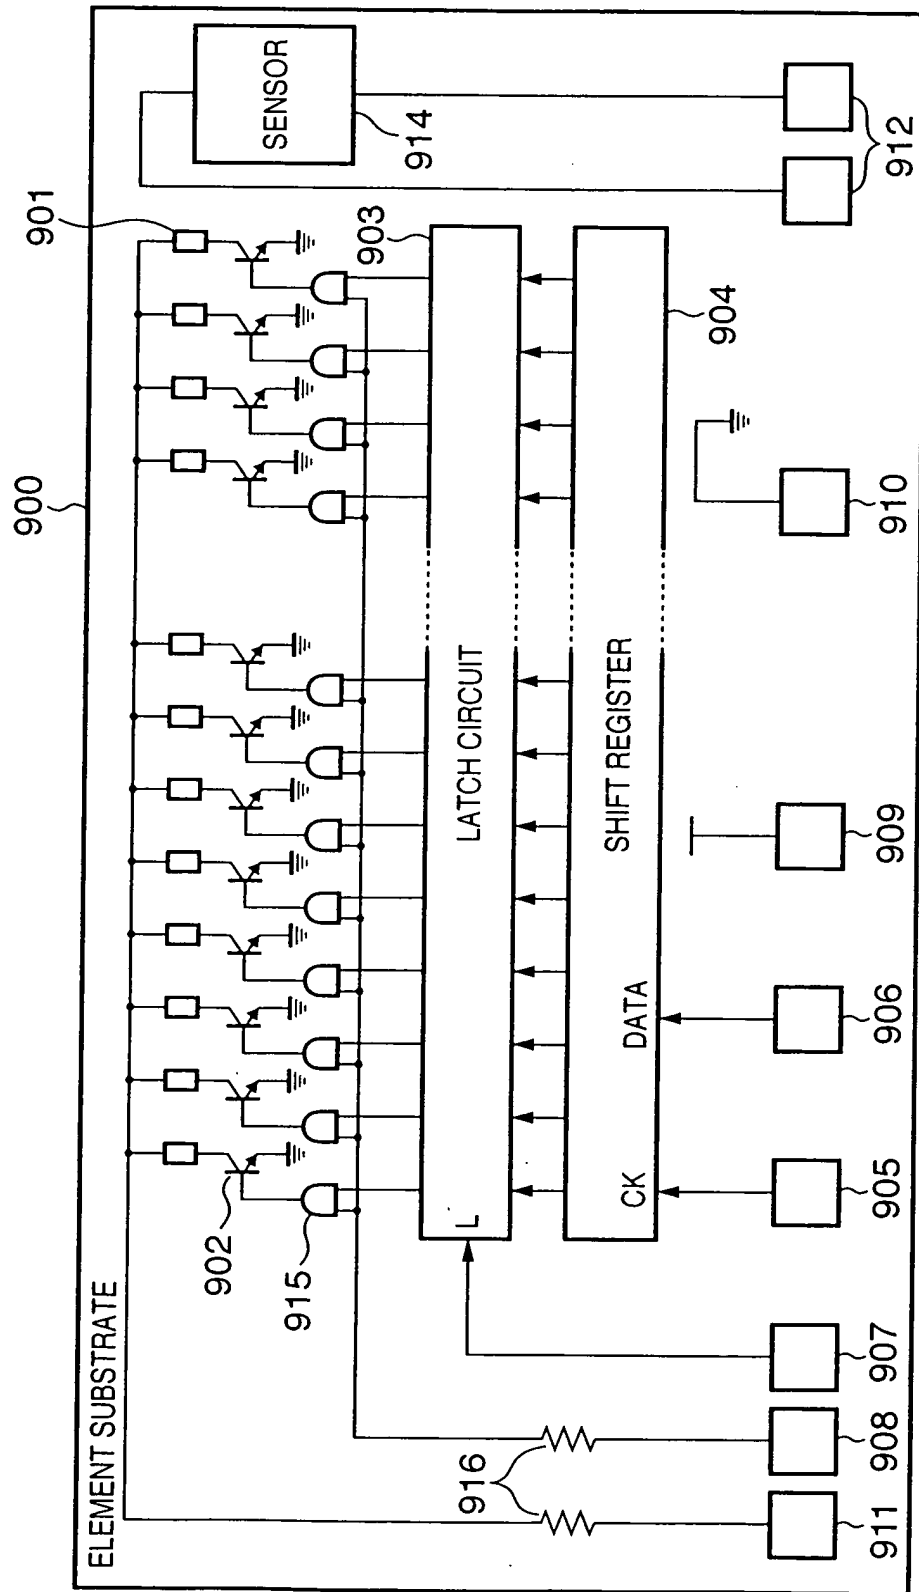 900
ELEMENT SUBSTRATE
901
902
915
SENSOR
914
903
LATCH CIRCUIT
L
904
SHIFT REGISTER
CK
DATA
916
911
908
907
905
906
909
910
912